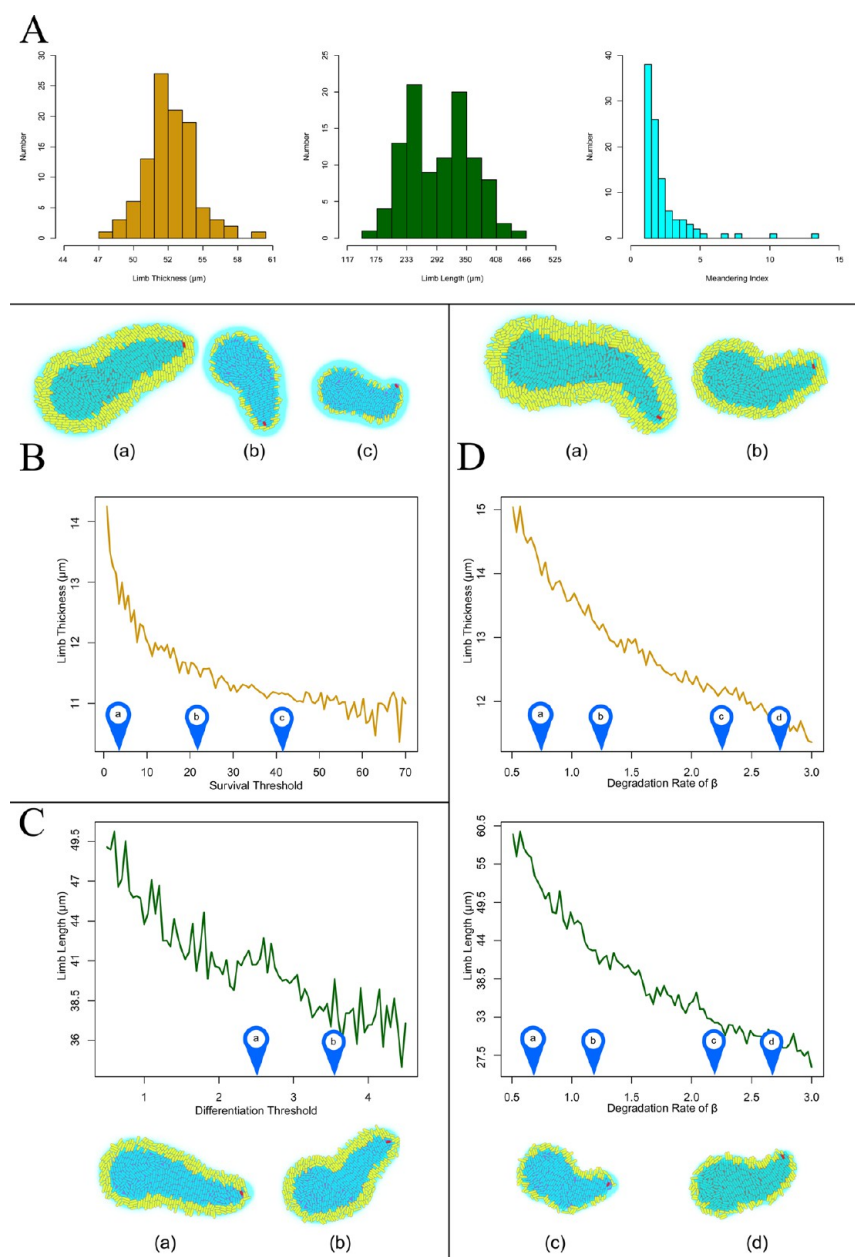 A
30
25
20
15
10
5
0
Number
44 47 50 52 55 58 61
Limb Thickness (μm)
25
20
15
10
5
0
Number
117 175 233 292 350 408 466 525
Limb Length (μm)
40
30
20
10
0
Number
0 5 10 15
Meandering Index
(a) (b) (c)
B
14
13
12
11
Limb Thickness (μm)
a b c
0 10 20 30 40 50 60 70
Survival Threshold
(a) (b)
D
15
14
13
12
Limb Thickness (μm)
a b c d
0.5 1.0 1.5 2.0 2.5 3.0
Degradation Rate of β
C
49.5
47
44
41
38.5
36
Limb Length (μm)
a b
1 2 3 4
Differentiation Threshold
(a) (b)
60.5
55
49.5
44
38.5
33
27.5
Limb Length (μm)
a b c d
0.5 1.0 1.5 2.0 2.5 3.0
Degradation Rate of β
(c) (d)